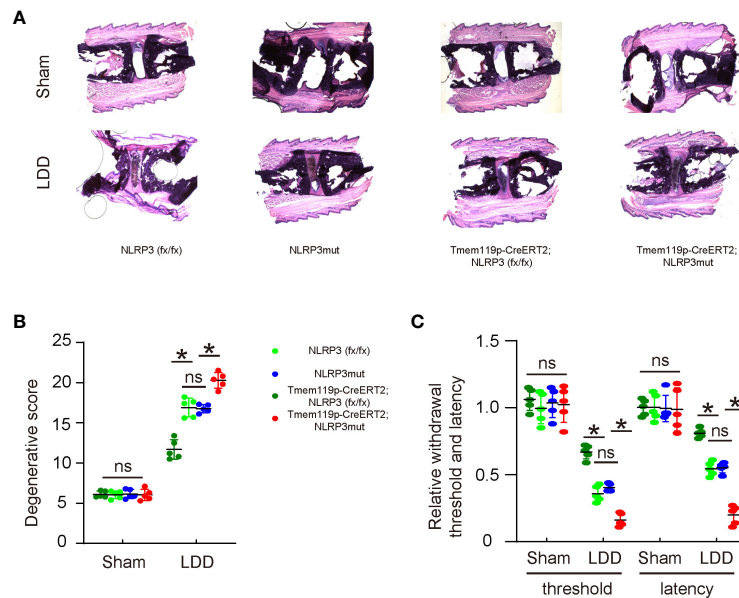 A
Sham
LDD
NLRP3 (fx/fx)
NLRP3mut
Tmem119p-CreERT2;
NLRP3 (fx/fx)
Tmem119p-CreERT2;
NLRP3mut
B
Degenerative score
25
20
15
10
5
0
ns
*
ns
*
Sham
LDD
NLRP3 (fx/fx)
NLRP3mut
Tmem119p-CreERT2;
NLRP3 (fx/fx)
Tmem119p-CreERT2;
NLRP3mut
C
Relative withdrawal
threshold and latency
1.5
1.0
0.5
0
ns
*
ns
*
ns
*
ns
*
Sham
LDD
Sham
LDD
threshold
latency